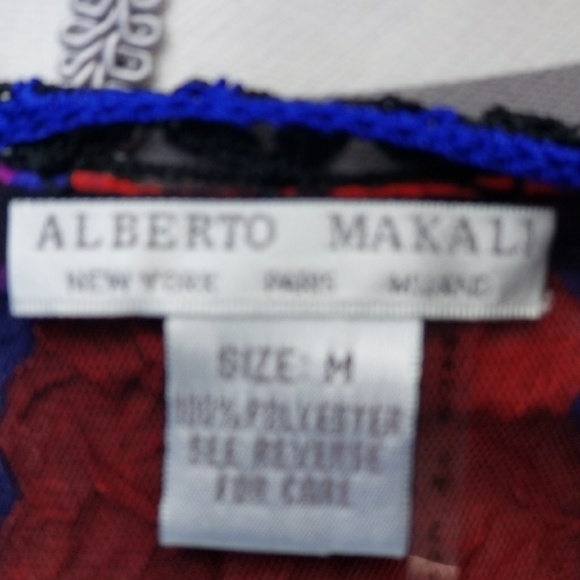 ALBERTO MAKALI
NEW YORK PARIS MILANO
SIZE: M
100% POLYESTER
SEE REVERSE
FOR CARE